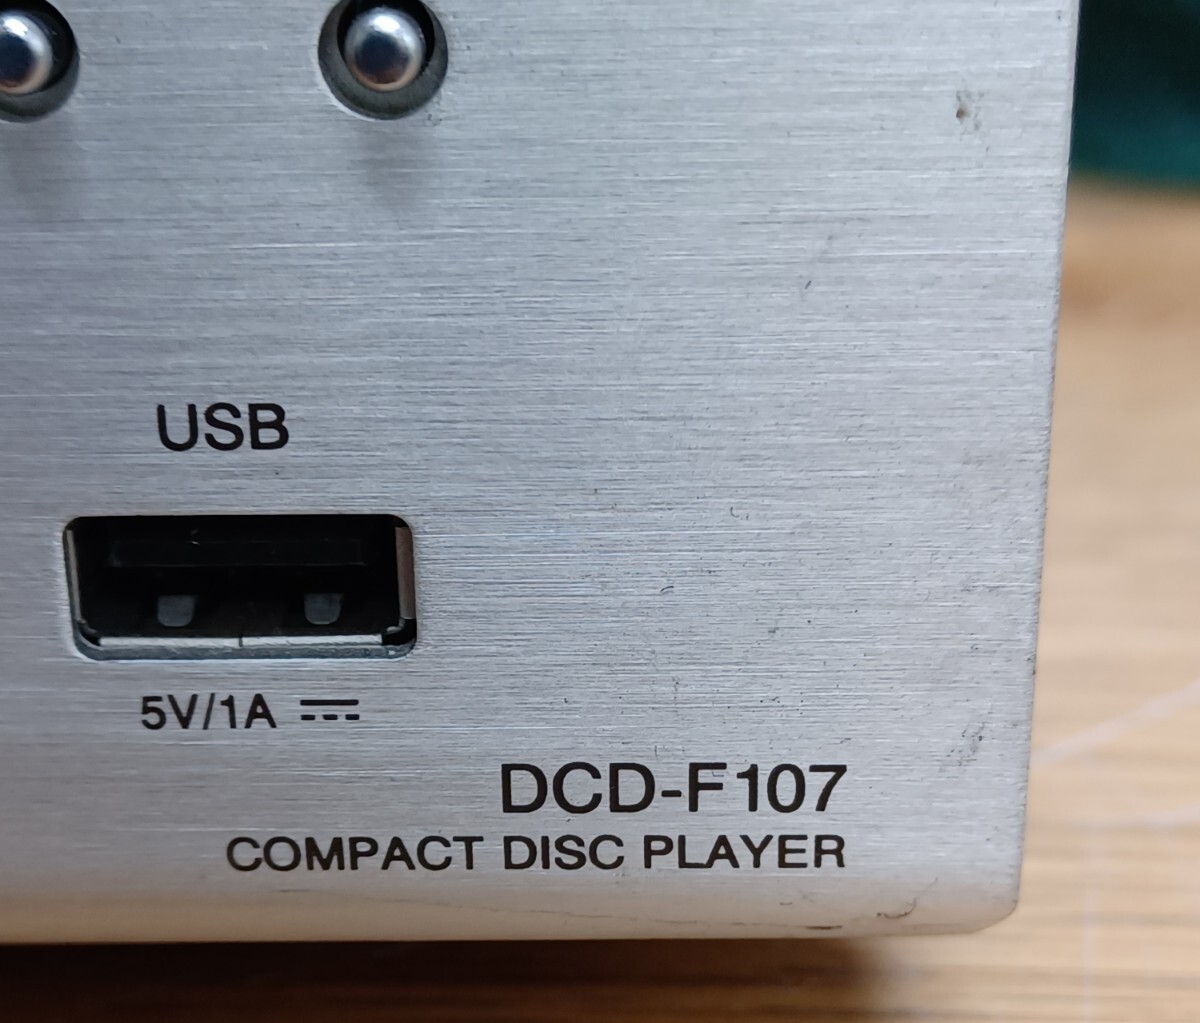 USB
5V/1A ⎓
DCD-F107
COMPACT DISC PLAYER